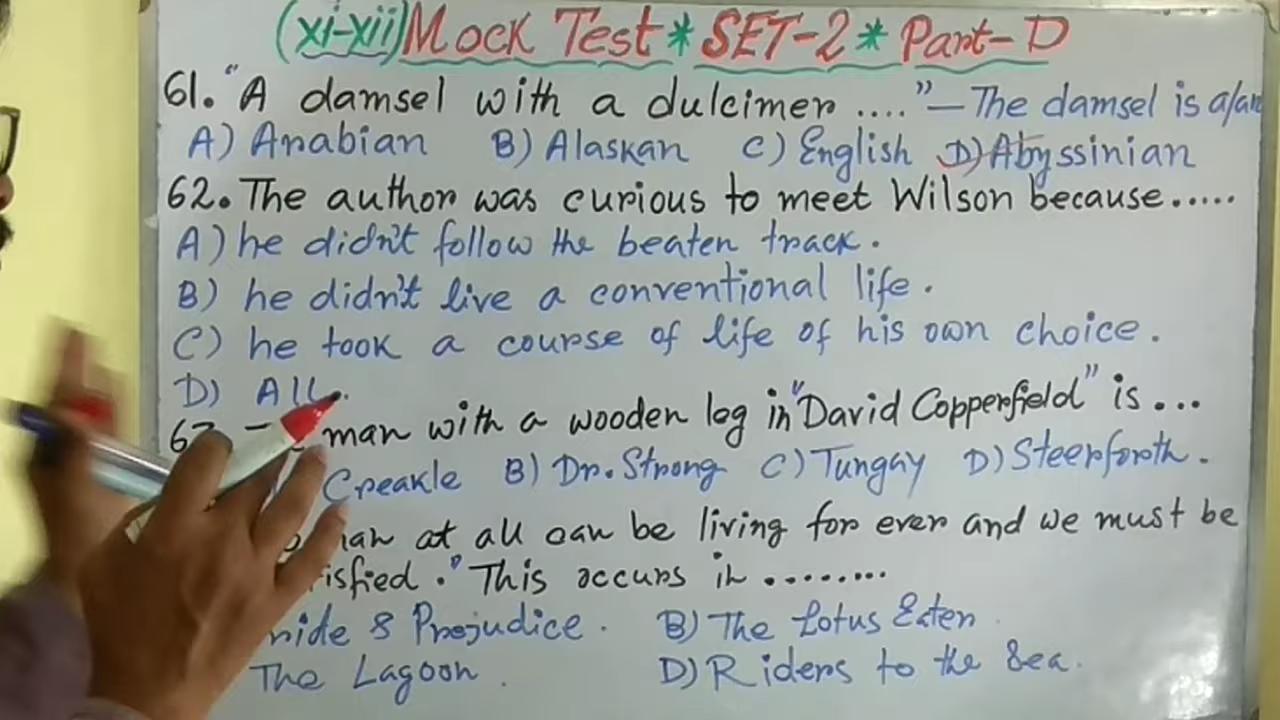 (xi-xii) Mock Test * SET-2 * Part-D
61. "A damsel with a dulcimer ...." — The damsel is a/an
A) Arabian B) Alaskan C) English D) Abyssinian
62. The author was curious to meet Wilson because.....
A) he didn't follow the beaten track.
B) he didn't live a conventional life.
C) he took a course of life of his own choice.
D) All.
63. man with a wooden leg in "David Copperfield" is ...
Creakle B) Dr. Strong C) Tungay D) Steerforth.
at all can be living for ever and we must be
." This occurs in ........
& Prejudice. B) The Lotus Eater.
The Lagoon. D) Riders to the Sea.